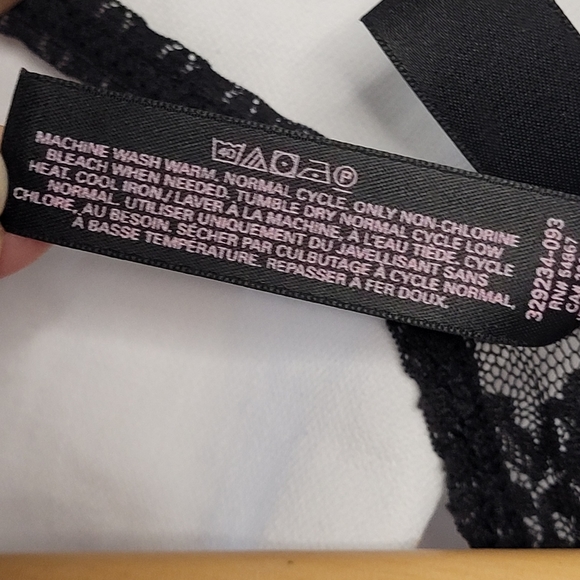 40 P
MACHINE WASH WARM, NORMAL CYCLE. ONLY NON-CHLORINE
BLEACH WHEN NEEDED, TUMBLE DRY NORMAL CYCLE LOW
HEAT. COOL IRON./ LAVER À LA MACHINE, À L'EAU TIÈDE. CYCLE
NORMAL. UTILISER UNIQUEMENT DU JAVELLISANT SANS
CHLORE, AU BESOIN. SÉCHER PAR CULBUTAGE À CYCLE NORMAL,
À BASSE TEMPÉRATURE. REPASSER À FER DOUX.
329234-093
RN# 54867